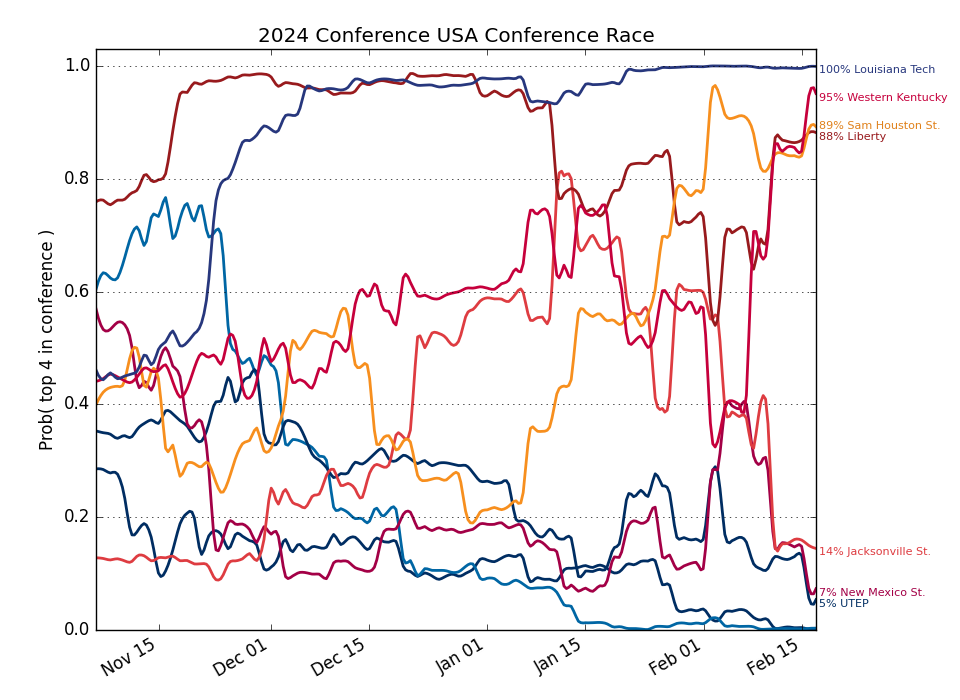 2024 Conference USA Conference Race
Prob( top 4 in conference )
1.0
0.8
0.6
0.4
0.2
0.0
Nov 15
Dec 01
Dec 15
Jan 01
Jan 15
Feb 01
Feb 15
100% Louisiana Tech
95% Western Kentucky
89% Sam Houston St.
88% Liberty
14% Jacksonville St.
7% New Mexico St.
5% UTEP